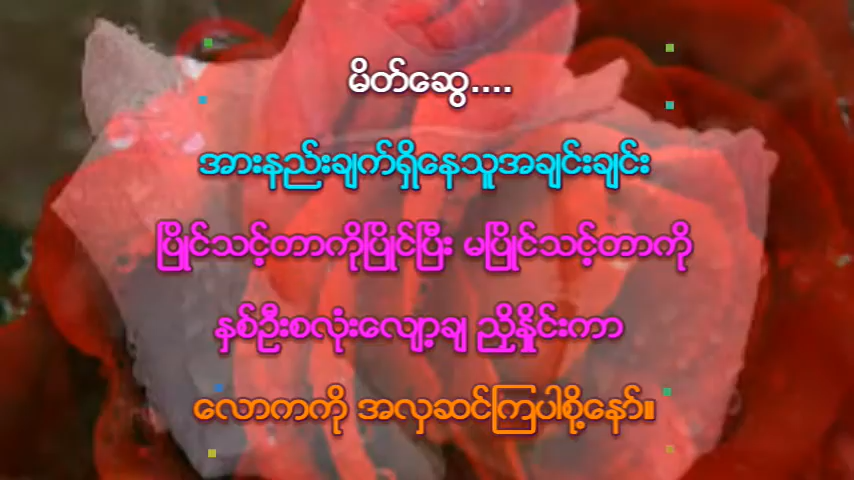 မိတ်ဆွေ....
အားနည်းချက်ရှိနေသူအချင်းချင်း
ပြိုင်သင့်တာကိုပြိုင်ပြီး မပြိုင်သင့်တာကို
နှစ်ဦးစလုံးလျော့ချ ညှိနှိုင်းကာ
လောကကို အလှဆင်ကြပါစို့နော်။